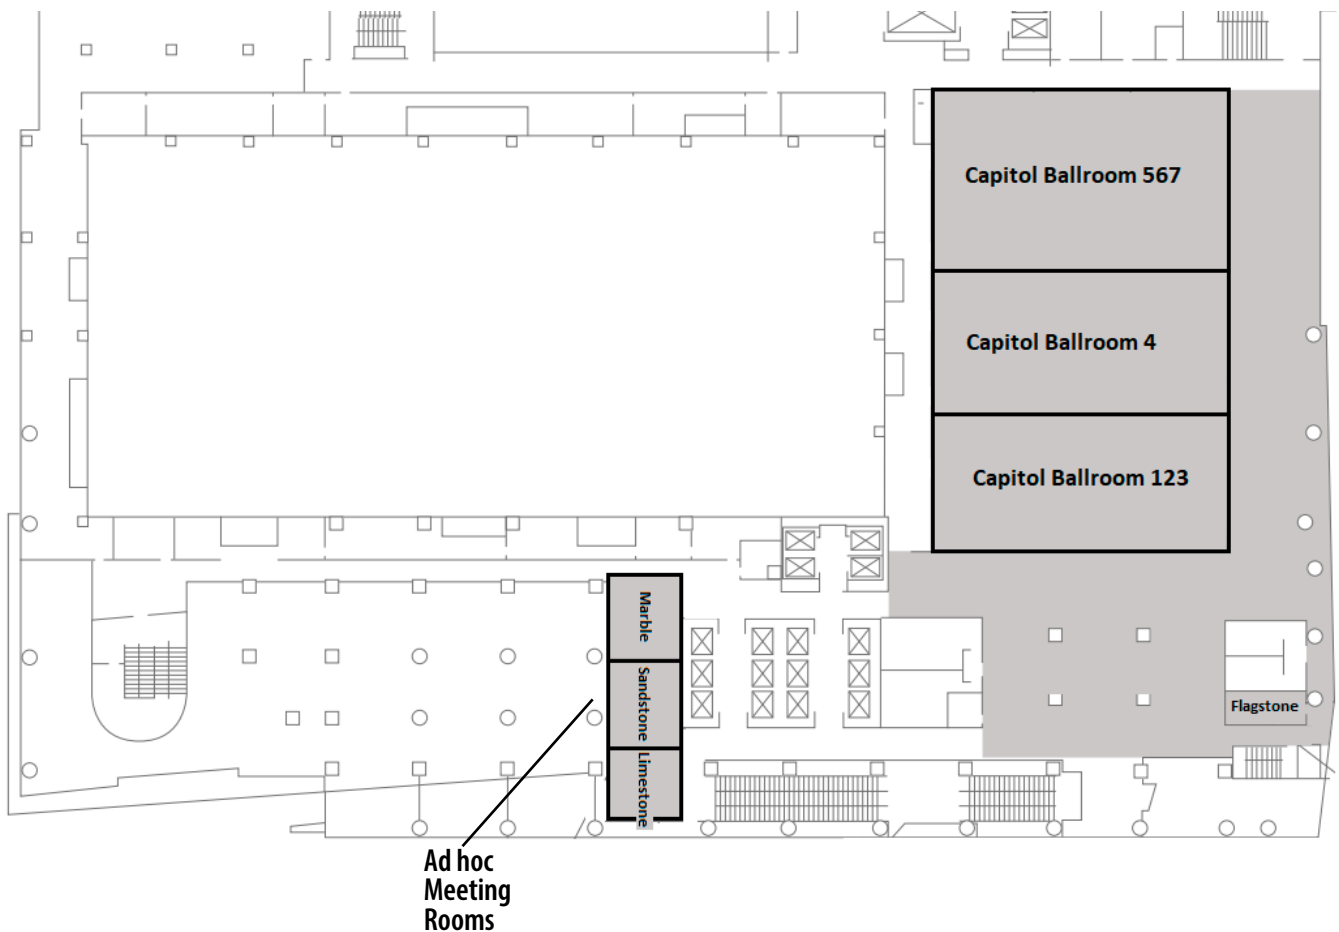 Capitol Ballroom 567
Capitol Ballroom 4
Capitol Ballroom 123
Marble
Sandstone
Limestone
Flagstone
Ad hoc
Meeting
Rooms